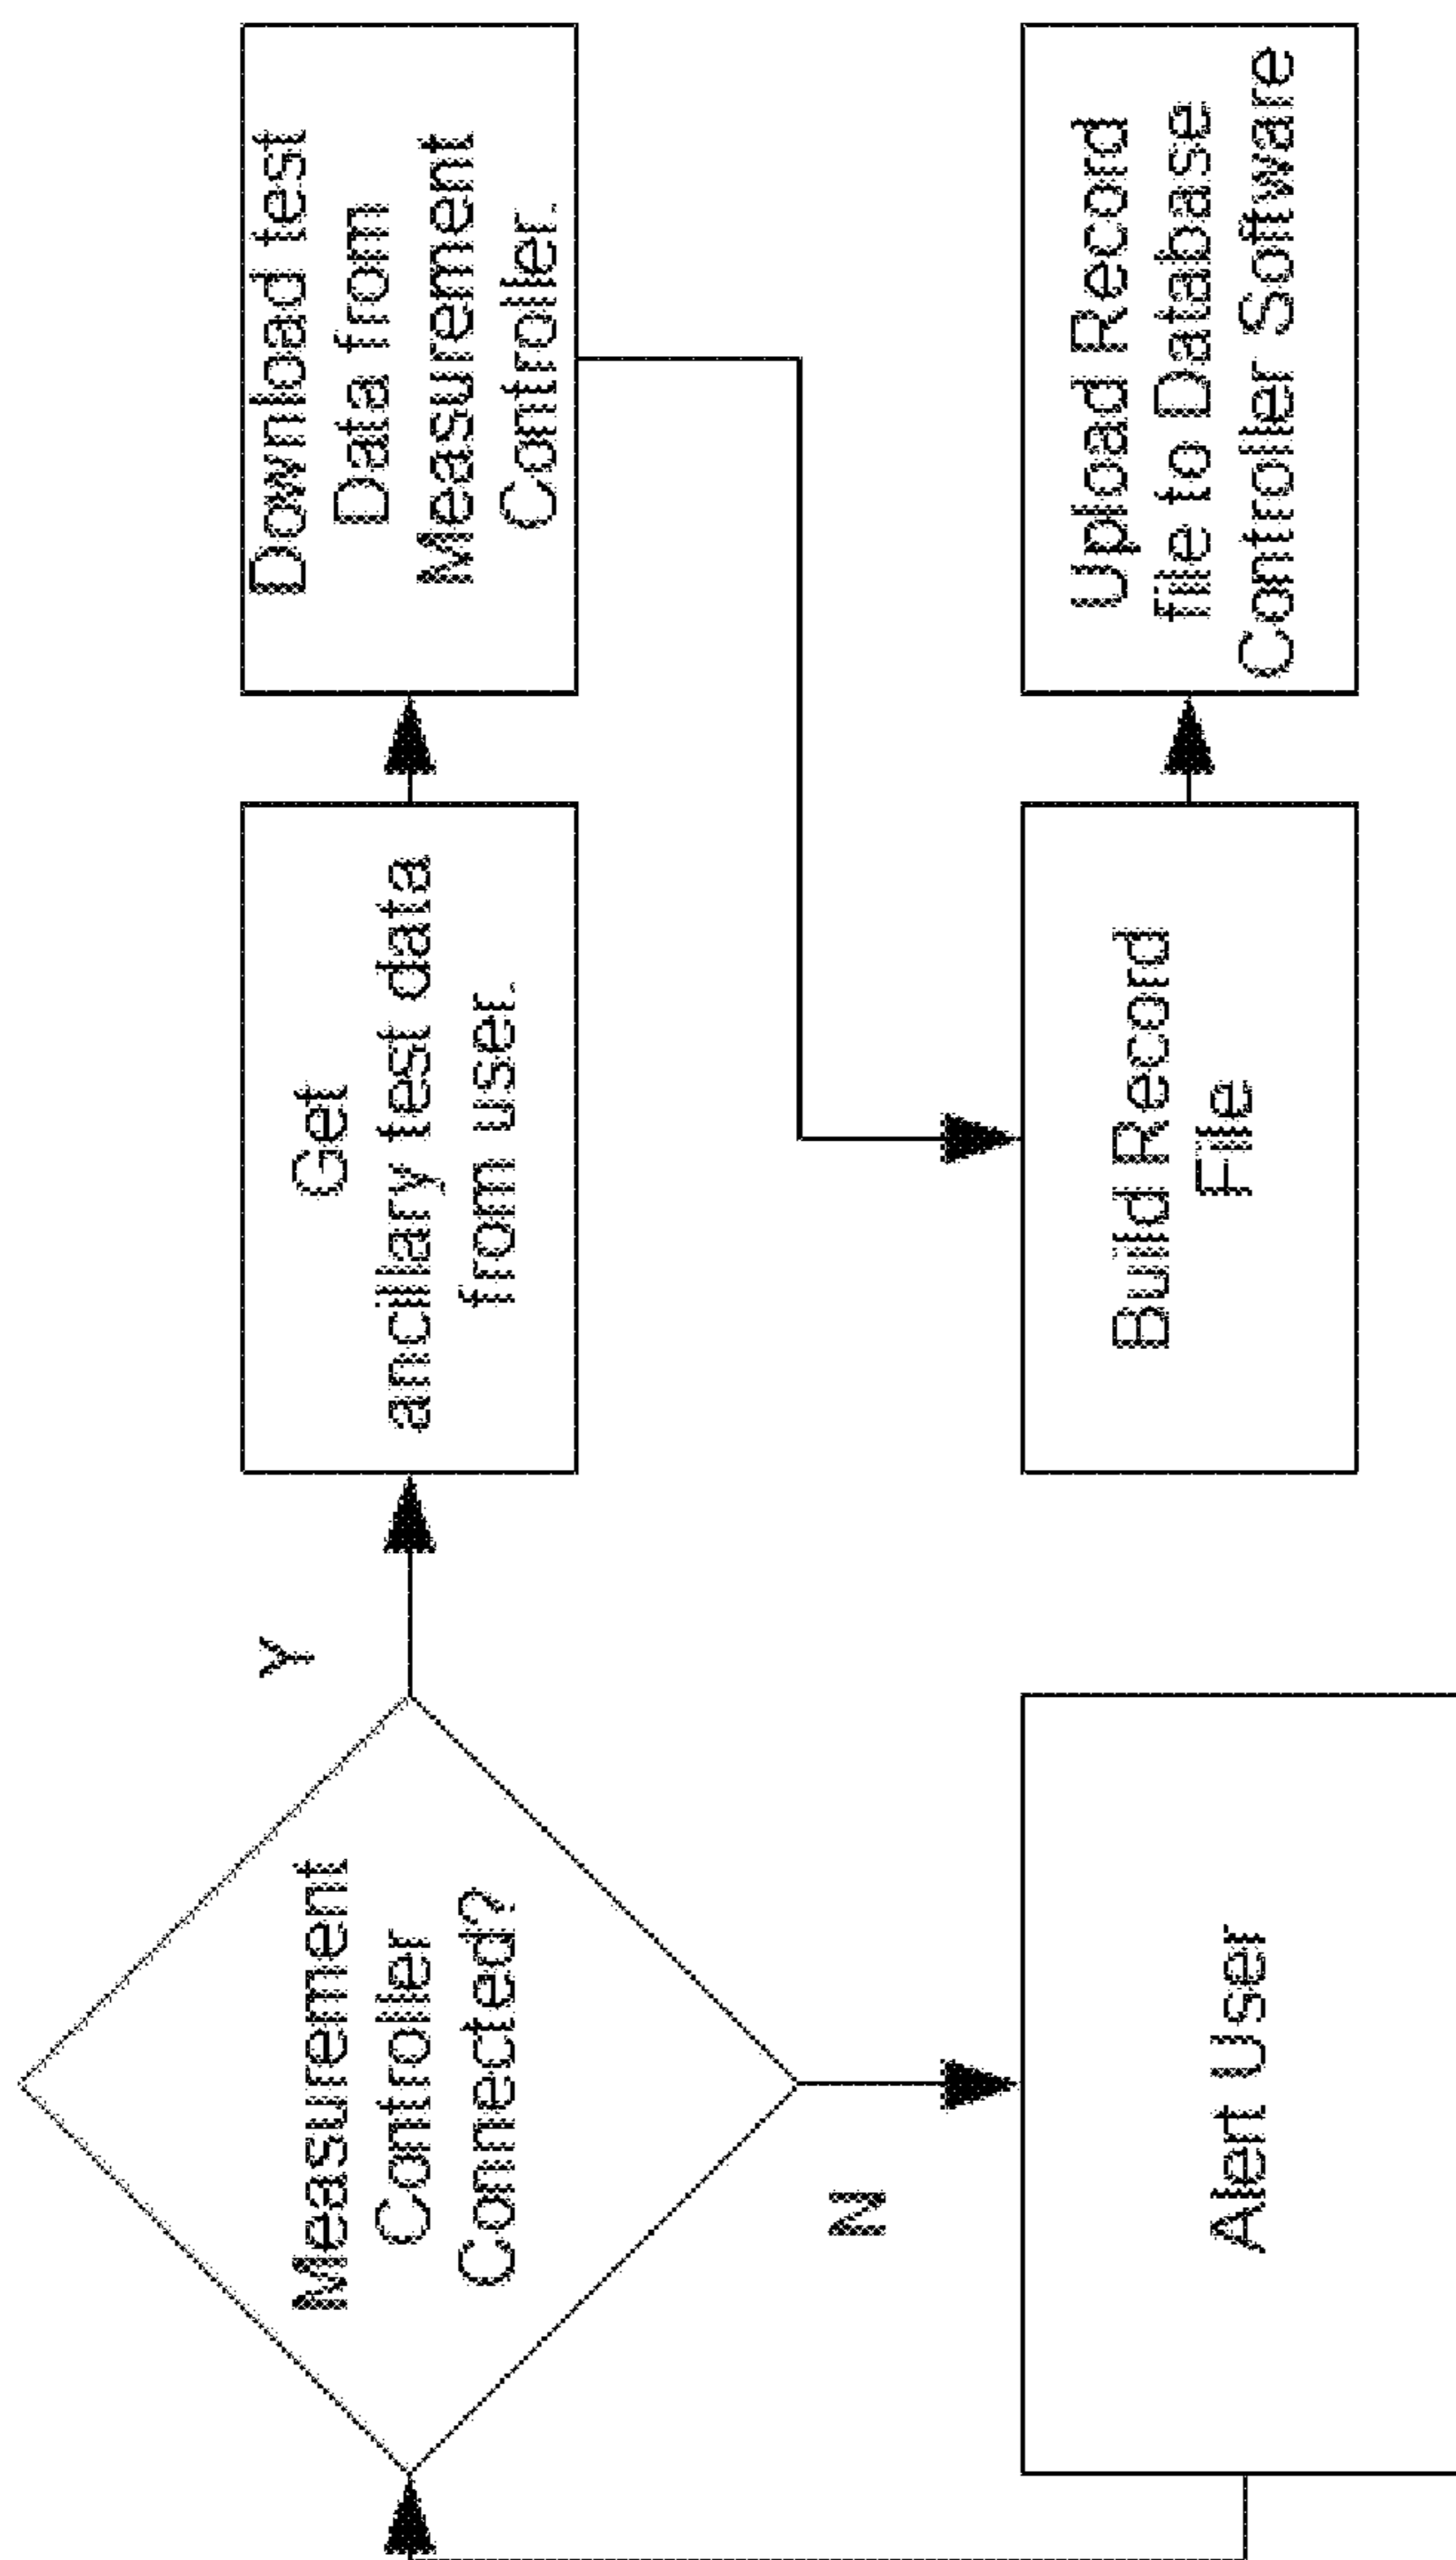 Measurement
Controller
Connected?
Y
Get
ancillary test data
from user.
Download test
Data from
Measurement
Controller.
N
Alert User
Build Record
File
Upload Record
file to Database
Controller Software